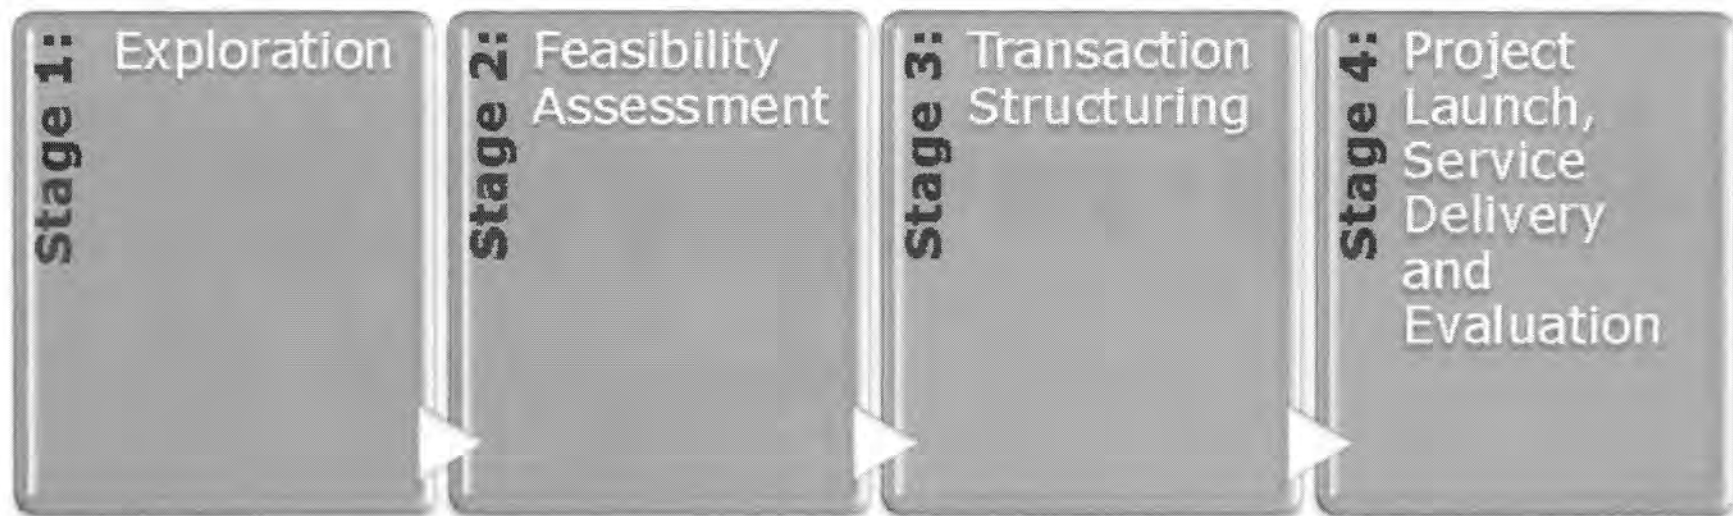 Stage 1:
Exploration
Stage 2:
Feasibility
Assessment
Stage 3:
Transaction
Structuring
Stage 4:
Project
Launch,
Service
Delivery
and
Evaluation